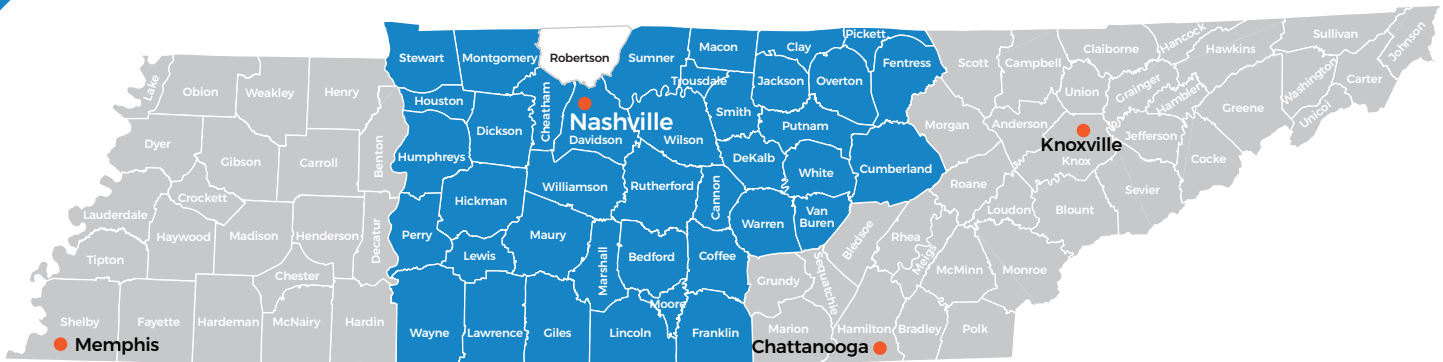 Stewart
Montgomery
Robertson
Sumner
Macon
Clay
Pickett
Fentress
Scott
Campbell
Claiborne
Hancock
Hawkins
Sullivan
Johnson
Lake
Obion
Weakley
Henry
Houston
Cheatham
Trousdale
Jackson
Overton
Union
Grainger
Hamblen
Greene
Washington
Carter
Unicoi
Dickson
Nashville
Davidson
Wilson
Smith
Putnam
Morgan
Anderson
Knoxville
Knox
Jefferson
Cocke
Dyer
Gibson
Carroll
Benton
Humphreys
DeKalb
White
Cumberland
Roane
Sevier
Crockett
Hickman
Williamson
Rutherford
Cannon
Warren
Van
Buren
Loudon
Blount
Lauderdale
Haywood
Madison
Henderson
Decatur
Perry
Lewis
Maury
Marshall
Bedford
Coffee
Bledsoe
Rhea
Meigs
McMinn
Monroe
Tipton
Chester
Grundy
Sequatchie
Moore
Shelby
Fayette
Hardeman
McNairy
Hardin
Wayne
Lawrence
Giles
Lincoln
Franklin
Marion
Hamilton
Bradley
Polk
Memphis
Chattanooga